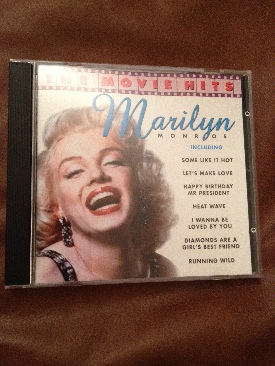 THE MOVIE HITS
Marilyn
MONROE
INCLUDING
SOME LIKE IT HOT
LET'S MAKE LOVE
HAPPY BIRTHDAY
MR PRESIDENT
HEAT WAVE
I WANNA BE
LOVED BY YOU
DIAMONDS ARE A
GIRL'S BEST FRIEND
RUNNING WILD